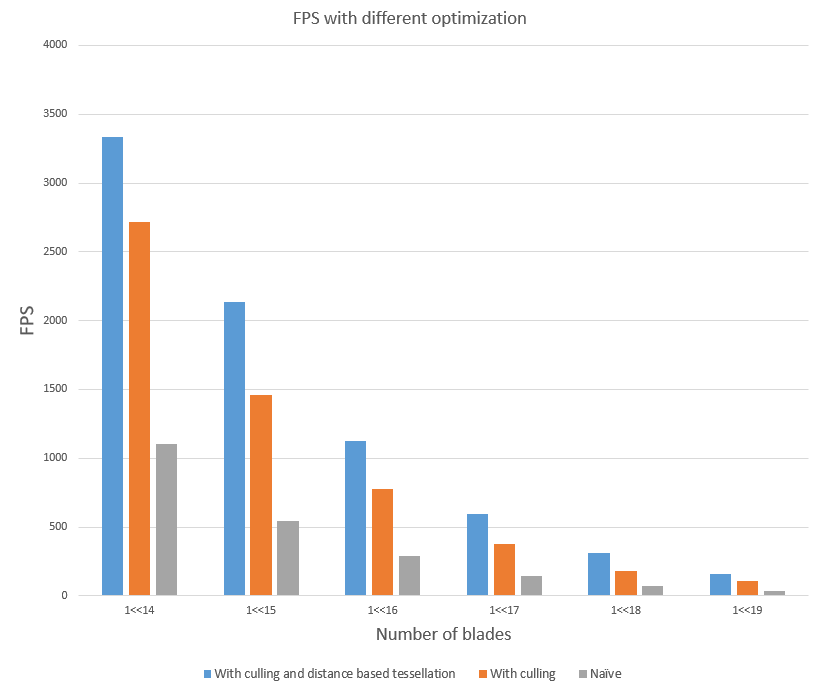 FPS with different optimization
4000
3500
3000
2500
2000
1500
1000
500
0
FPS
1<<14 1<<15 1<<16 1<<17 1<<18 1<<19
Number of blades
With culling and distance based tessellation With culling Naïve